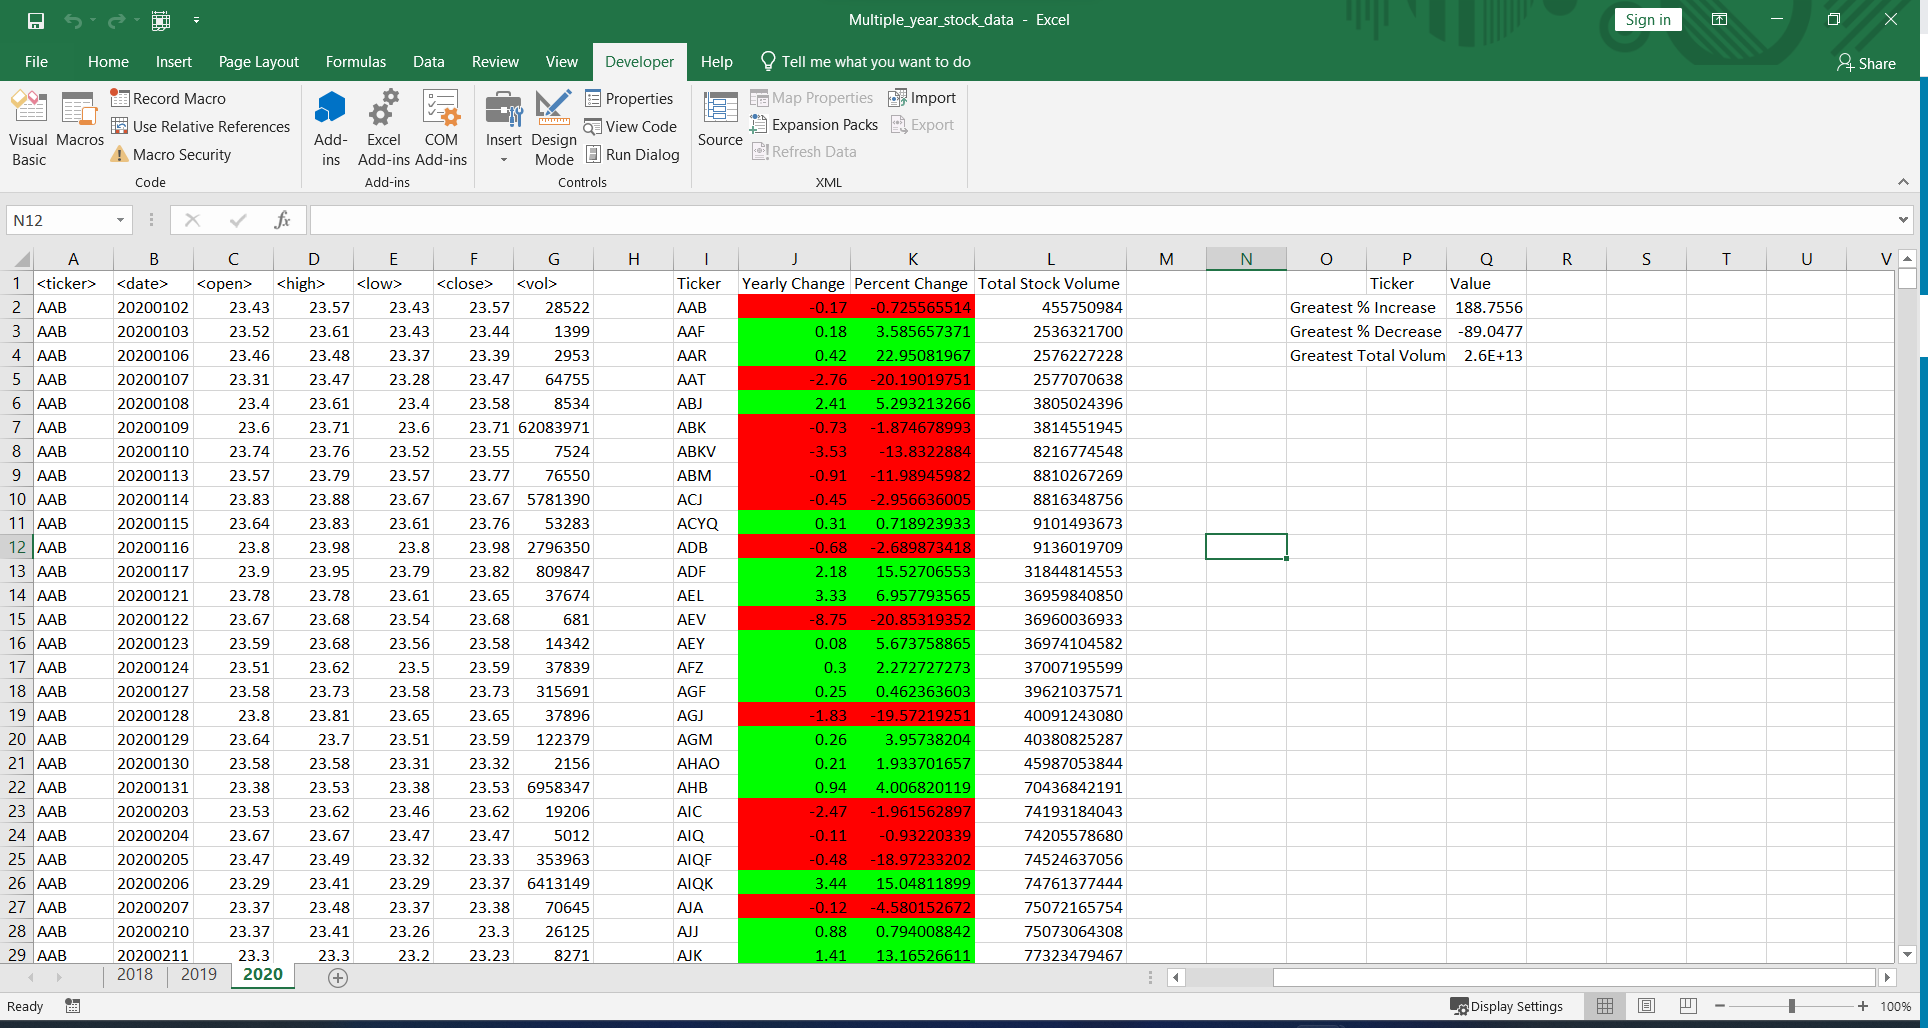 Multiple_year_stock_data - Excel
Sign in
File Home Insert Page Layout Formulas Data Review View Developer Help Tell me what you want to do Share
Visual Basic
Macros
Record Macro
Use Relative References
Macro Security
Code
Add-ins
Excel Add-ins
COM Add-ins
Add-ins
Insert
Design Mode
Properties
View Code
Run Dialog
Controls
Source
Map Properties
Expansion Packs
Refresh Data
Import
Export
XML
N12 fx
A B C D E F G H I J K L M N O P Q R S T U V
1 <ticker> <date> <open> <high> <low> <close> <vol> Ticker Yearly Change Percent Change Total Stock Volume Ticker Value
2 AAB 20200102 23.43 23.57 23.43 23.57 28522 AAB -0.17 -0.725565514 455750984 Greatest % Increase 188.7556
3 AAB 20200103 23.52 23.61 23.43 23.44 1399 AAF 0.18 3.585657371 2536321700 Greatest % Decrease -89.0477
4 AAB 20200106 23.46 23.48 23.37 23.39 2953 AAR 0.42 22.95081967 2576227228 Greatest Total Volum 2.6E+13
5 AAB 20200107 23.31 23.47 23.28 23.47 64755 AAT -2.76 -20.19019751 2577070638
6 AAB 20200108 23.4 23.61 23.4 23.58 8534 ABJ 2.41 5.293213266 3805024396
7 AAB 20200109 23.6 23.71 23.6 23.71 62083971 ABK -0.73 -1.874678993 3814551945
8 AAB 20200110 23.74 23.76 23.52 23.55 7524 ABKV -3.53 -13.8322884 8216774548
9 AAB 20200113 23.57 23.79 23.57 23.77 76550 ABM -0.91 -11.98945982 8810267269
10 AAB 20200114 23.83 23.88 23.67 23.67 5781390 ACJ -0.45 -2.956636005 8816348756
11 AAB 20200115 23.64 23.83 23.61 23.76 53283 ACYQ 0.31 0.718923933 9101493673
12 AAB 20200116 23.8 23.98 23.8 23.98 2796350 ADB -0.68 -2.689873418 9136019709
13 AAB 20200117 23.9 23.95 23.79 23.82 809847 ADF 2.18 15.52706553 31844814553
14 AAB 20200121 23.78 23.78 23.61 23.65 37674 AEL 3.33 6.957793565 36959840850
15 AAB 20200122 23.67 23.68 23.54 23.68 681 AEV -8.75 -20.85319352 36960036933
16 AAB 20200123 23.59 23.68 23.56 23.58 14342 AEY 0.08 5.673758865 36974104582
17 AAB 20200124 23.51 23.62 23.5 23.59 37839 AFZ 0.3 2.272727273 37007195599
18 AAB 20200127 23.58 23.73 23.58 23.73 315691 AGF 0.25 0.462363603 39621037571
19 AAB 20200128 23.8 23.81 23.65 23.65 37896 AGJ -1.83 -19.57219251 40091243080
20 AAB 20200129 23.64 23.7 23.51 23.59 122379 AGM 0.26 3.95738204 40380825287
21 AAB 20200130 23.58 23.58 23.31 23.32 2156 AHAO 0.21 1.933701657 45987053844
22 AAB 20200131 23.38 23.53 23.38 23.53 6958347 AHB 0.94 4.006820119 70436842191
23 AAB 20200203 23.53 23.62 23.46 23.62 19206 AIC -2.47 -1.961562897 74193184043
24 AAB 20200204 23.67 23.67 23.47 23.47 5012 AIQ -0.11 -0.93220339 74205578680
25 AAB 20200205 23.47 23.49 23.32 23.33 353963 AIQF -0.48 -18.97233202 74524637056
26 AAB 20200206 23.29 23.41 23.29 23.37 6413149 AIQK 3.44 15.04811899 74761377444
27 AAB 20200207 23.37 23.48 23.37 23.38 70645 AJA -0.12 -4.580152672 75072165754
28 AAB 20200210 23.37 23.41 23.26 23.3 26125 AJJ 0.88 0.794008842 75073064308
29 AAB 20200211 23.3 23.3 23.2 23.23 8271 AJK 1.41 13.16526611 77323479467
2018 2019 2020
Ready Display Settings 100%